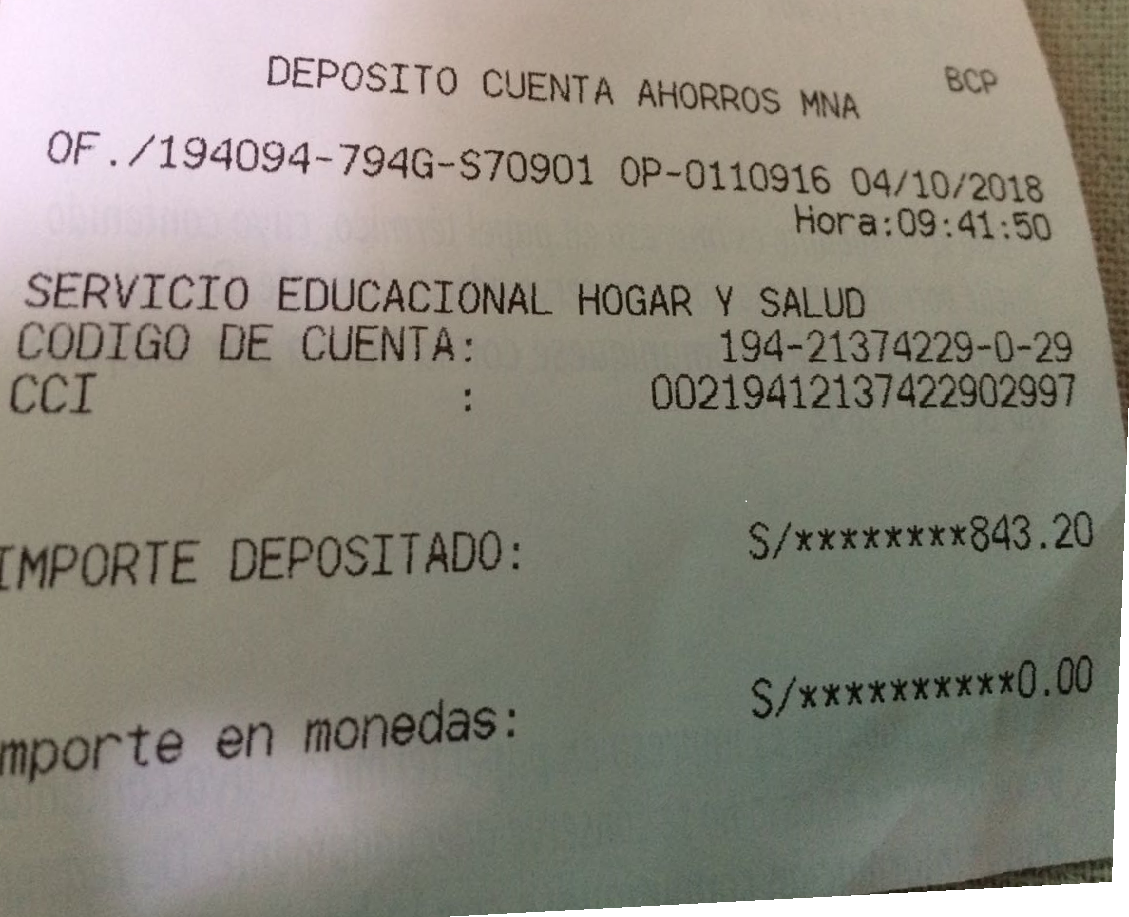 BCP
DEPOSITO CUENTA AHORROS MNA
OF./194094-794G-S70901 OP-0110916 04/10/2018
Hora:09:41:50
SERVICIO EDUCACIONAL HOGAR Y SALUD
CODIGO DE CUENTA: 194-21374229-0-29
CCI : 00219412137422902997
IMPORTE DEPOSITADO: S/********843.20
mporte en monedas: S/**********0.00